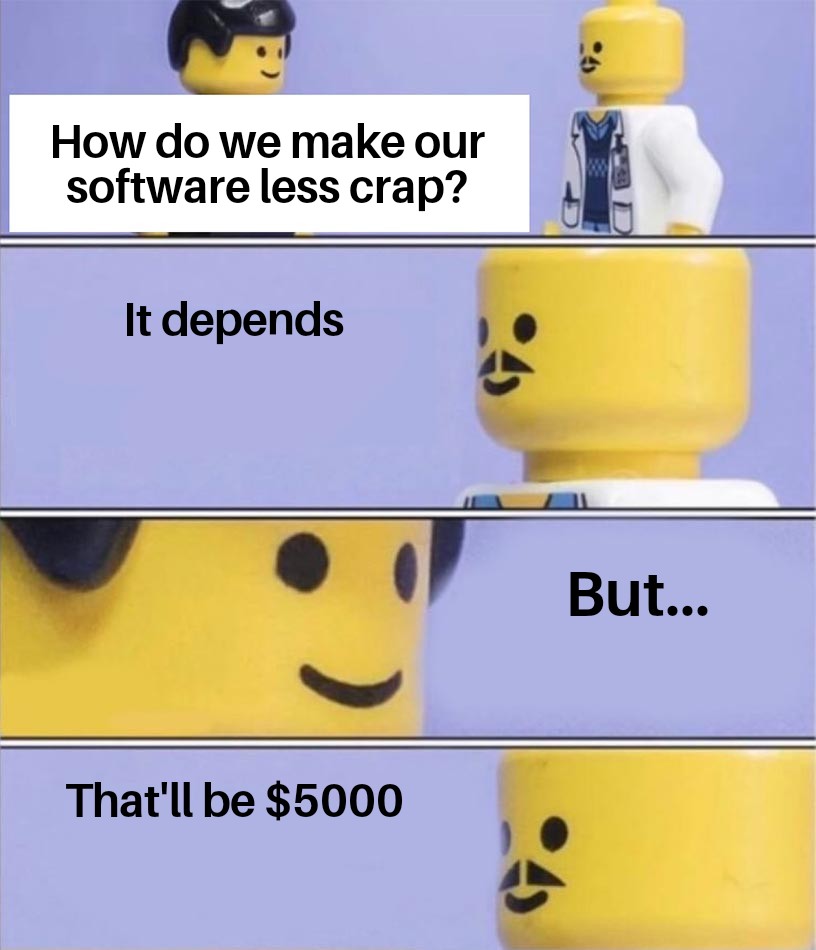 How do we make our
software less crap?
It depends
But...
That'll be $5000